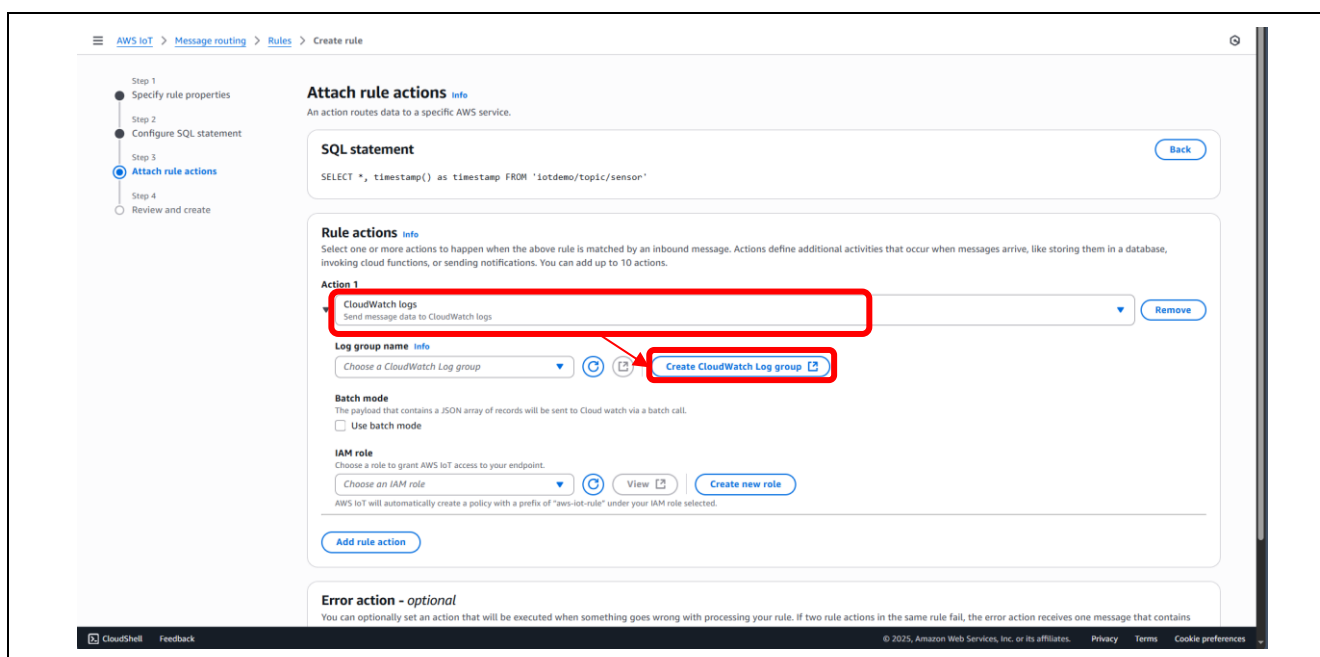 AWS IoT > Message routing > Rules > Create rule
Step 1
Specify rule properties
Step 2
Configure SQL statement
Step 3
Attach rule actions
Step 4
Review and create
Attach rule actions Info
An action routes data to a specific AWS service.
SQL statement
Back
SELECT *, timestamp() as timestamp FROM 'iotdemo/topic/sensor'
Rule actions Info
Select one or more actions to happen when the above rule is matched by an inbound message. Actions define additional activities that occur when messages arrive, like storing them in a database,
invoking cloud functions, or sending notifications. You can add up to 10 actions.
Action 1
CloudWatch logs
Send message data to CloudWatch logs
Remove
Log group name Info
Choose a CloudWatch Log group
Create CloudWatch Log group
Batch mode
The payload that contains a JSON array of records will be sent to Cloud watch via a batch call.
Use batch mode
IAM role
Choose a role to grant AWS IoT access to your endpoint.
Choose an IAM role
View
Create new role
AWS IoT will automatically create a policy with a prefix of "aws-iot-rule" under your IAM role selected.
Add rule action
Error action - optional
You can optionally set an action that will be executed when something goes wrong with processing your rule. If two rule actions in the same rule fail, the error action receives one message that contains
CloudShell Feedback © 2025, Amazon Web Services, Inc. or its affiliates. Privacy Terms Cookie preferences